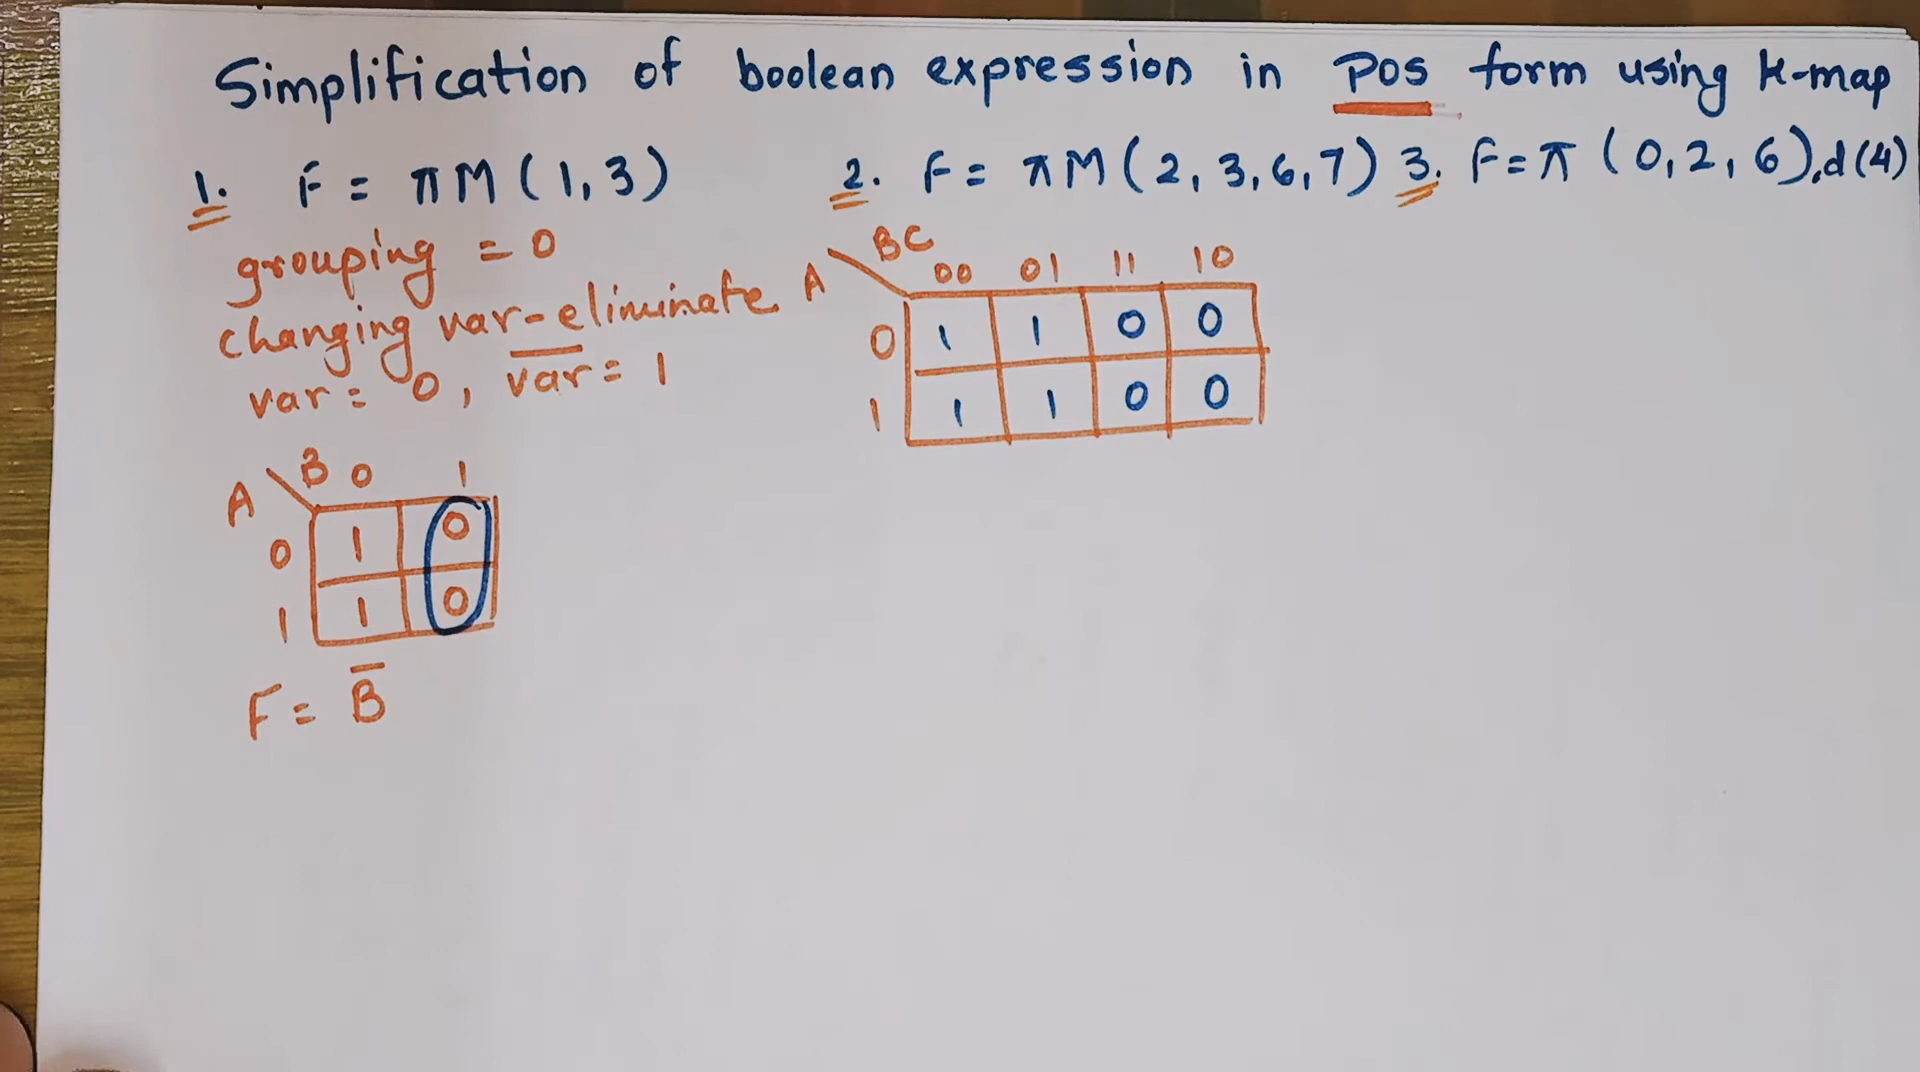 Simplification of boolean expression in POS form using K-map
1. F = πM(1,3)
2. F = πM(2,3,6,7)
3. F=π(0,2,6).d(4)
grouping = 0
changing var-eliminate
var = 0, v̅a̅r̅ = 1
A \ BC 00 01 11 10
0 1 1 0 0
1 1 1 0 0
A \ B 0 1
0 1 0
1 1 0
F = B̅